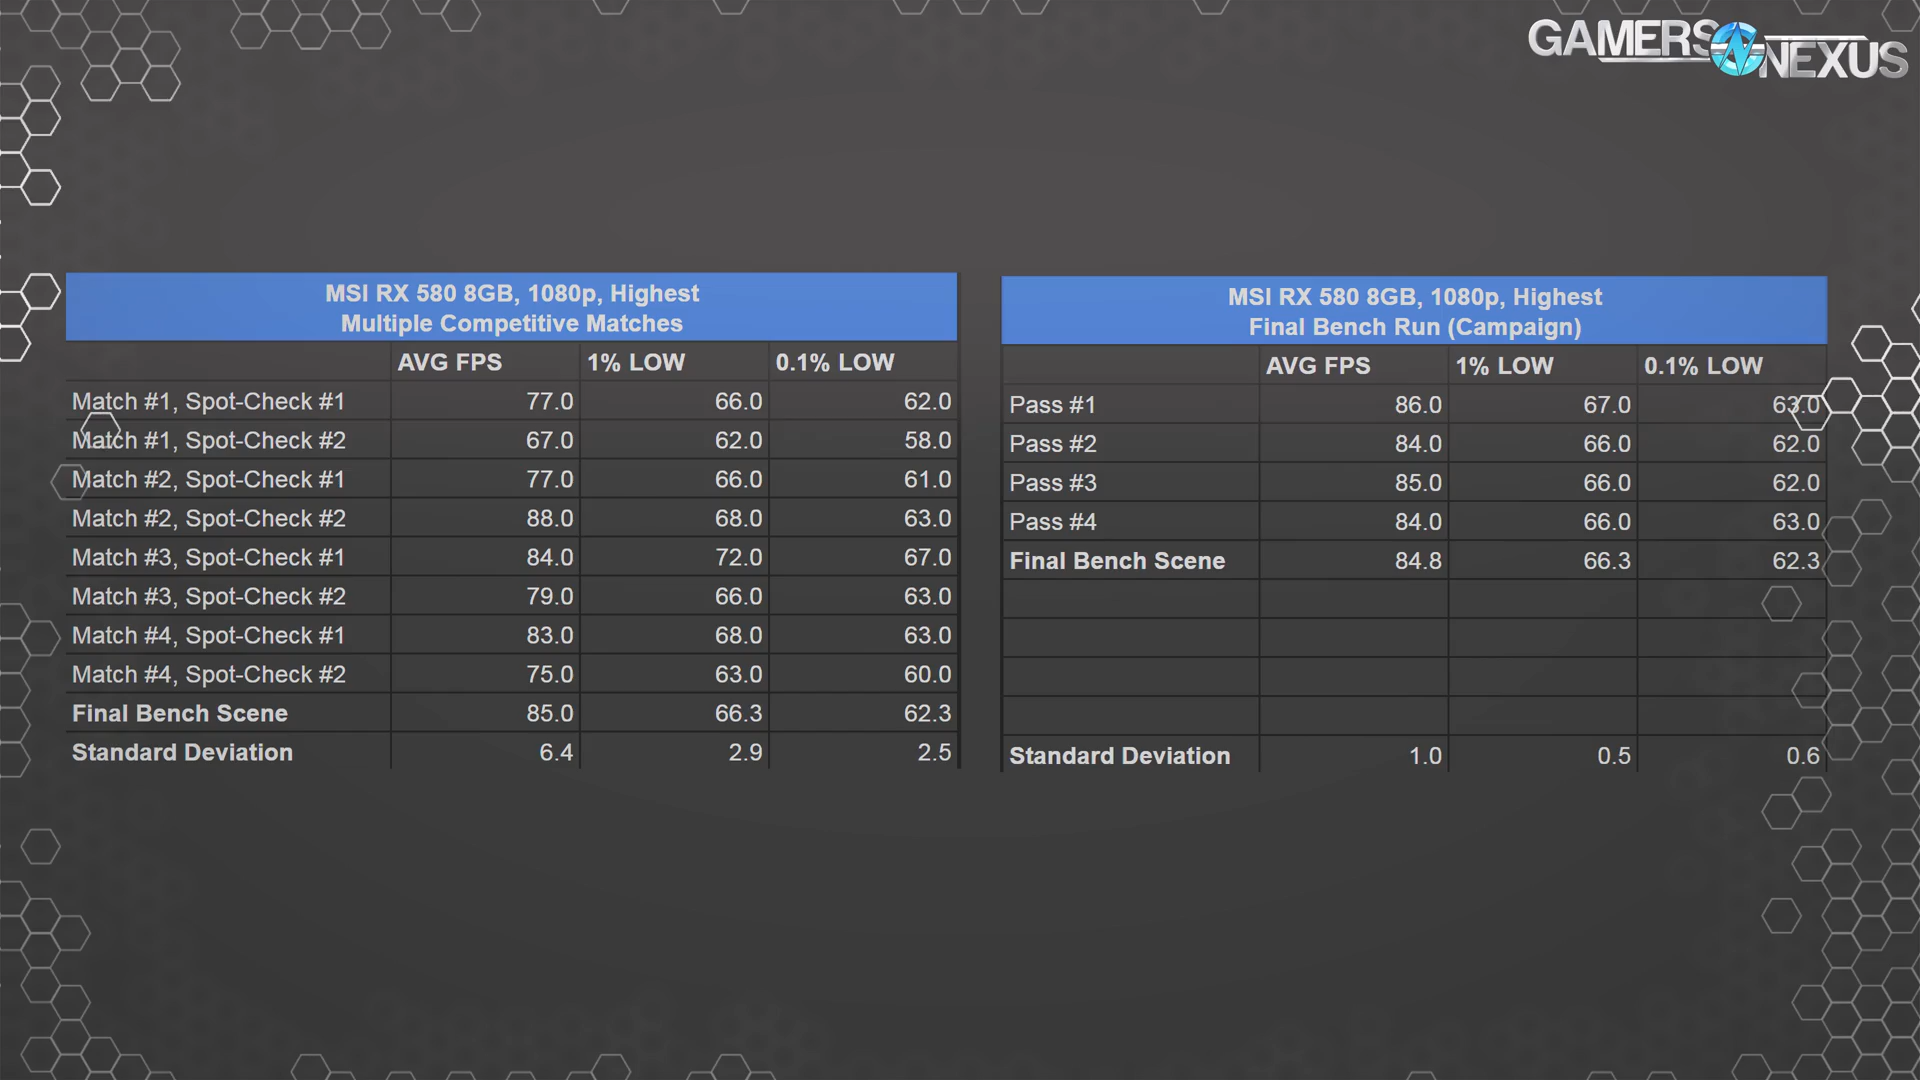 GAMERS NEXUS
MSI RX 580 8GB, 1080p, Highest
Multiple Competitive Matches
AVG FPS 1% LOW 0.1% LOW
Match #1, Spot-Check #1 77.0 66.0 62.0
Match #1, Spot-Check #2 67.0 62.0 58.0
Match #2, Spot-Check #1 77.0 66.0 61.0
Match #2, Spot-Check #2 88.0 68.0 63.0
Match #3, Spot-Check #1 84.0 72.0 67.0
Match #3, Spot-Check #2 79.0 66.0 63.0
Match #4, Spot-Check #1 83.0 68.0 63.0
Match #4, Spot-Check #2 75.0 63.0 60.0
Final Bench Scene 85.0 66.3 62.3
Standard Deviation 6.4 2.9 2.5
MSI RX 580 8GB, 1080p, Highest
Final Bench Run (Campaign)
AVG FPS 1% LOW 0.1% LOW
Pass #1 86.0 67.0 63.0
Pass #2 84.0 66.0 62.0
Pass #3 85.0 66.0 62.0
Pass #4 84.0 66.0 63.0
Final Bench Scene 84.8 66.3 62.3
Standard Deviation 1.0 0.5 0.6